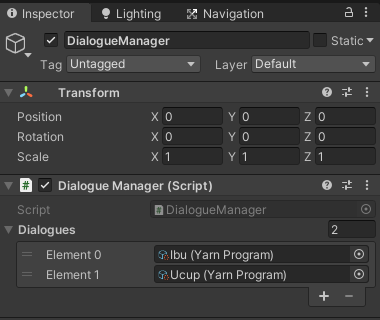 Inspector Lighting Navigation
DialogueManager Static
Tag Untagged Layer Default
Transform
Position X 0 Y 0 Z 0
Rotation X 0 Y 0 Z 0
Scale X 1 Y 1 Z 1
# Dialogue Manager (Script)
Script # DialogueManager
Dialogues 2
Element 0 Ibu (Yarn Program)
Element 1 Ucup (Yarn Program)
+ −